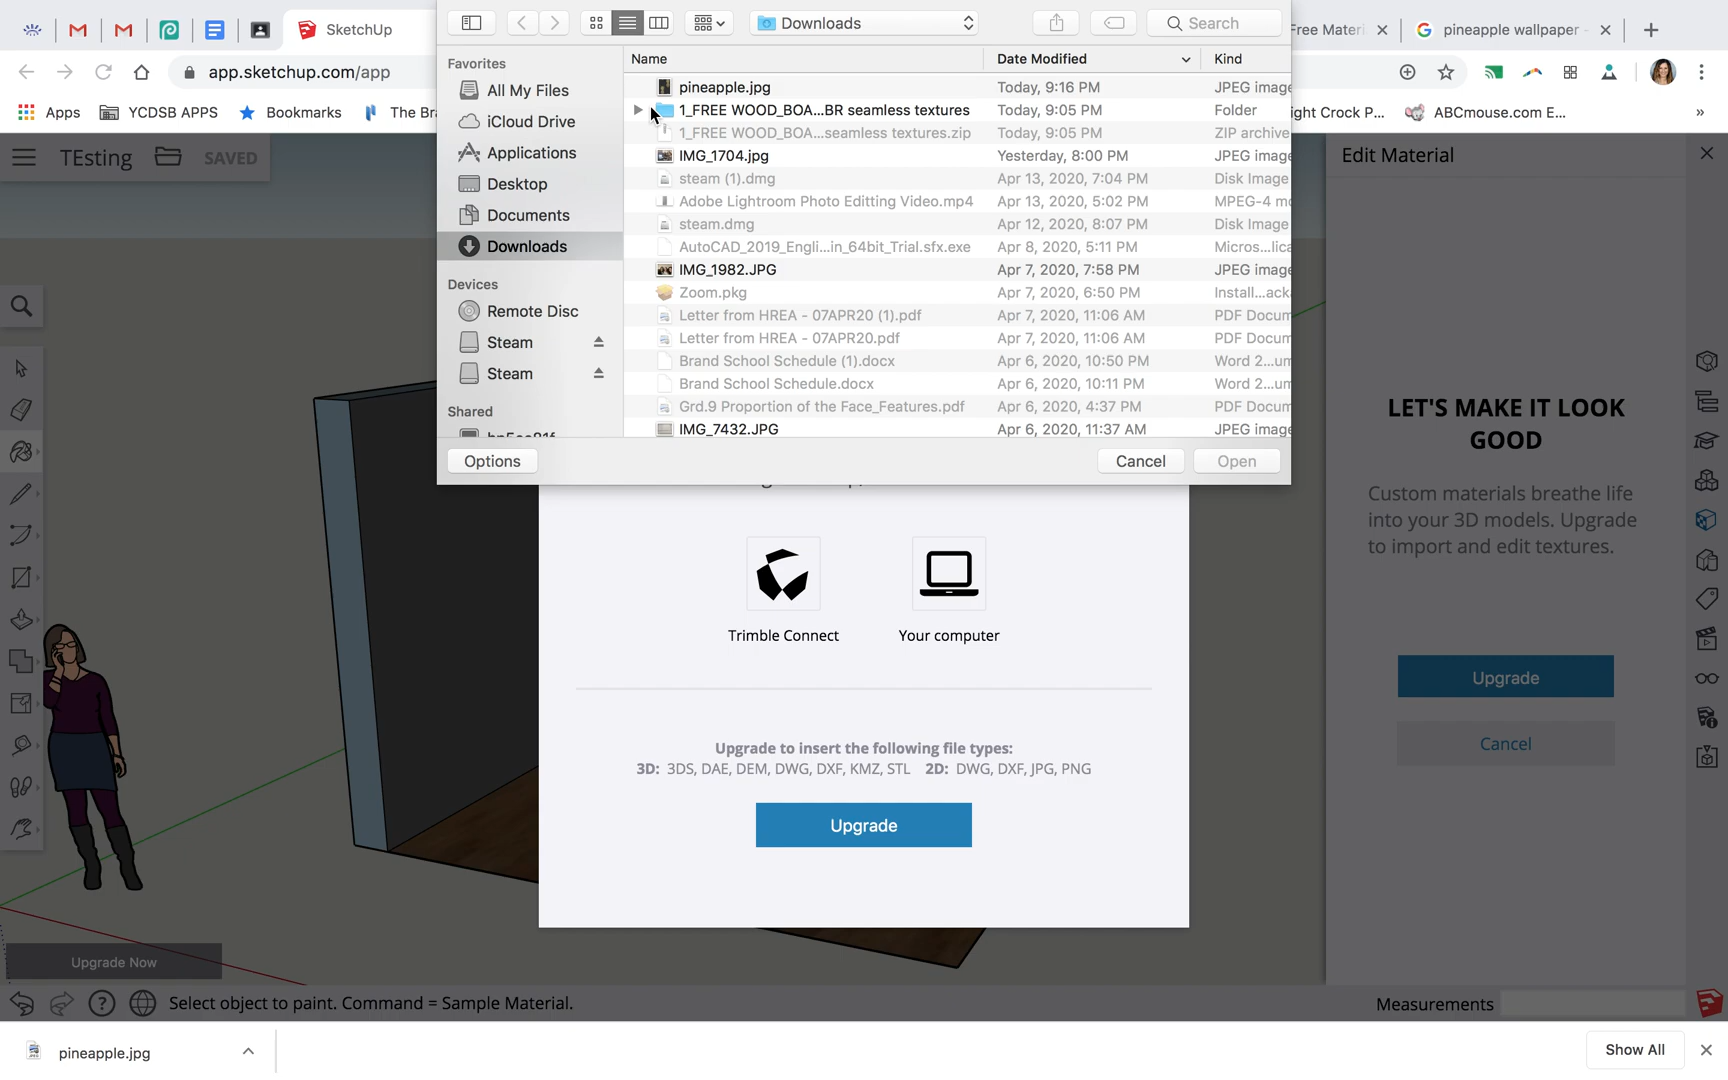 SketchUp
Free Materi
pineapple wallpaper -
app.sketchup.com/app
Apps
YCDSB APPS
Bookmarks
The Br
ight Crock P...
ABCmouse.com E...
»
Downloads
Search
Favorites
All My Files
iCloud Drive
Applications
Desktop
Documents
Downloads
Devices
Remote Disc
Steam
Steam
Shared
Name
Date Modified
Kind
pineapple.jpg
Today, 9:16 PM
JPEG image
1_FREE WOOD_BOA...BR seamless textures
Today, 9:05 PM
Folder
1_FREE WOOD_BOA...seamless textures.zip
Today, 9:05 PM
ZIP archive
IMG_1704.jpg
Yesterday, 8:00 PM
JPEG image
steam (1).dmg
Apr 13, 2020, 7:04 PM
Disk Image
Adobe Lightroom Photo Editting Video.mp4
Apr 13, 2020, 5:02 PM
MPEG-4 mo
steam.dmg
Apr 12, 2020, 8:07 PM
Disk Image
AutoCAD_2019_Engli...in_64bit_Trial.sfx.exe
Apr 8, 2020, 5:11 PM
Micros...lica
IMG_1982.JPG
Apr 7, 2020, 7:58 PM
JPEG image
Zoom.pkg
Apr 7, 2020, 6:50 PM
Install...ack
Letter from HREA - 07APR20 (1).pdf
Apr 7, 2020, 11:06 AM
PDF Docum
Letter from HREA - 07APR20.pdf
Apr 7, 2020, 11:06 AM
PDF Docum
Brand School Schedule (1).docx
Apr 6, 2020, 10:50 PM
Word 2...um
Brand School Schedule.docx
Apr 6, 2020, 10:11 PM
Word 2...um
Grd.9 Proportion of the Face_Features.pdf
Apr 6, 2020, 4:37 PM
PDF Docum
IMG_7432.JPG
Apr 6, 2020, 11:37 AM
JPEG image
Options
Cancel
Open
TEsting
SAVED
Trimble Connect
Your computer
Upgrade to insert the following file types:
3D: 3DS, DAE, DEM, DWG, DXF, KMZ, STL 2D: DWG, DXF, JPG, PNG
Upgrade
Edit Material
LET'S MAKE IT LOOK
GOOD
Custom materials breathe life
into your 3D models. Upgrade
to import and edit textures.
Upgrade
Cancel
Upgrade Now
Select object to paint. Command = Sample Material.
Measurements
pineapple.jpg
Show All